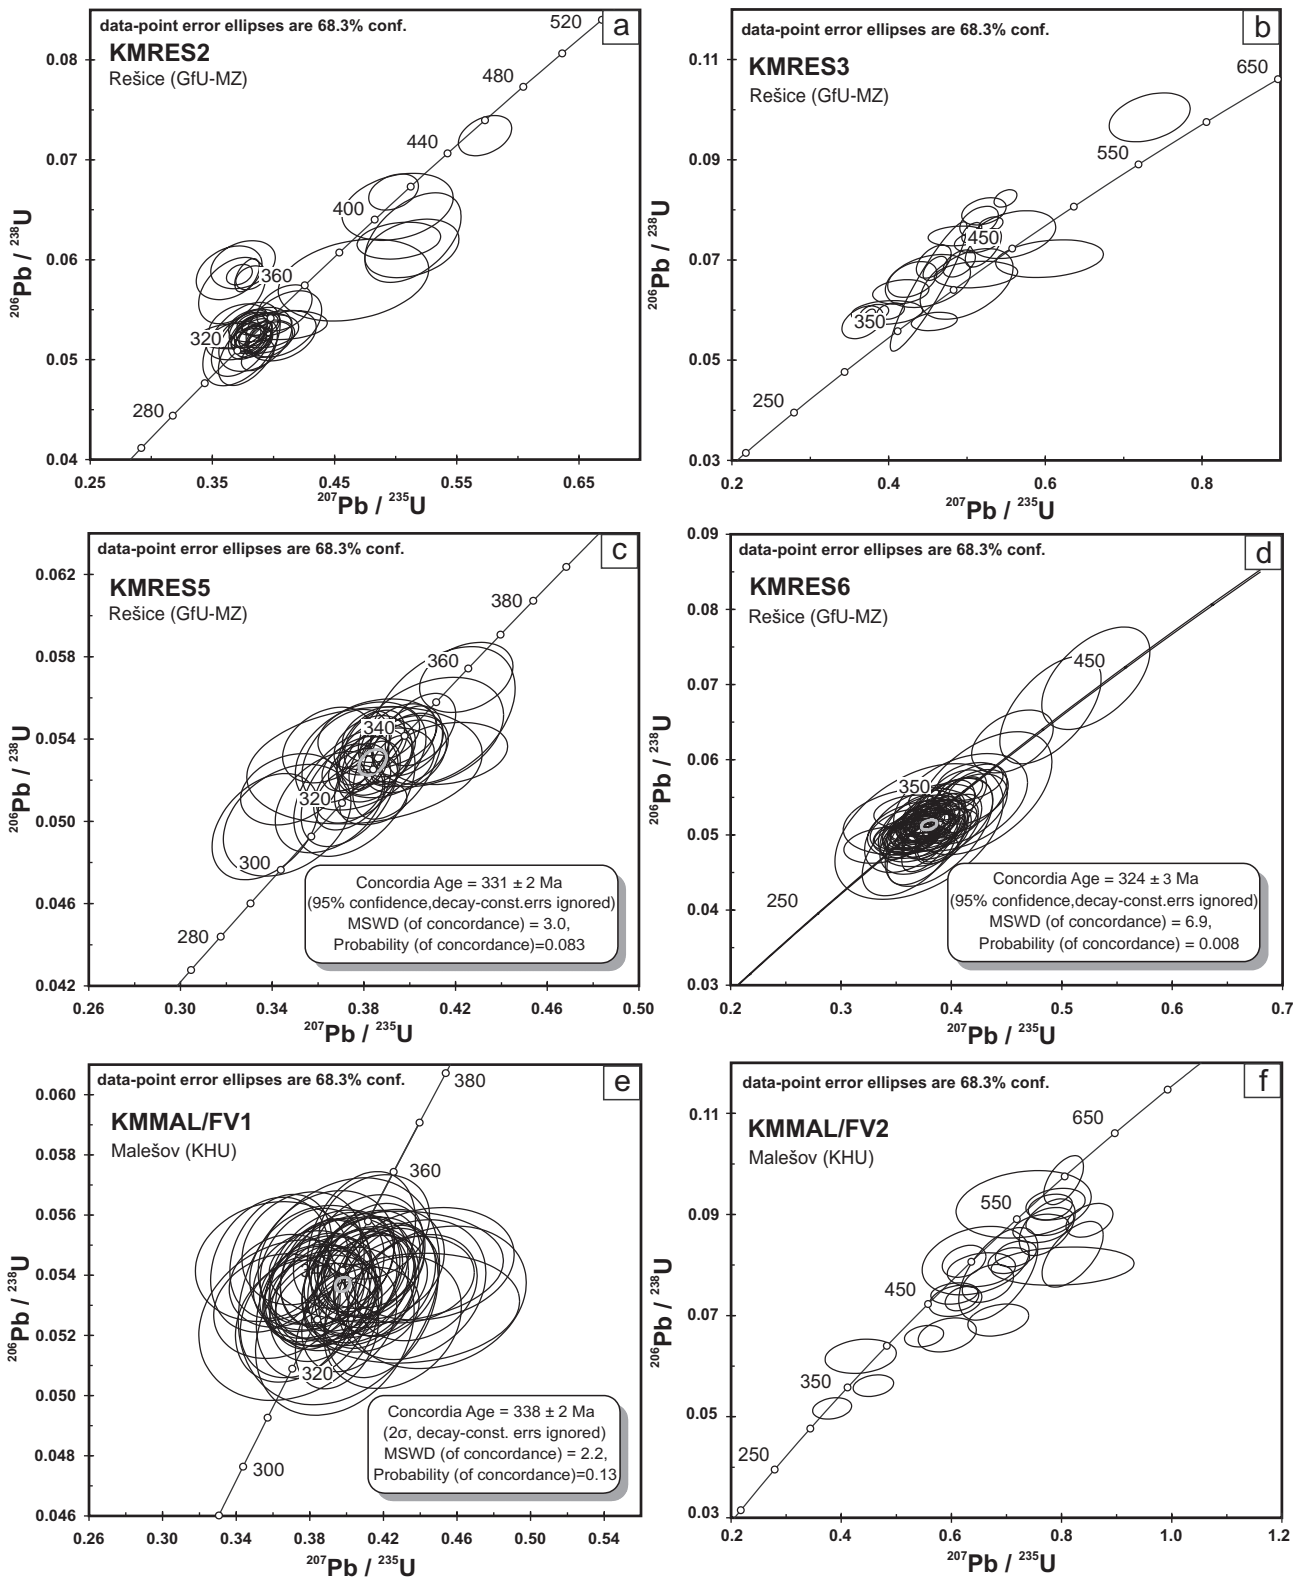 data-point error ellipses are 68.3% conf.
a
KMRES2
Rešice (GfU-MZ)
520
480
440
400
360
320
280
0.08
0.07
0.06
0.05
0.04
0.25
0.35
0.45
0.55
0.65
²⁰⁶Pb / ²³⁸U
²⁰⁷Pb / ²³⁵U
data-point error ellipses are 68.3% conf.
b
KMRES3
Rešice (GfU-MZ)
650
550
450
350
250
0.11
0.09
0.07
0.05
0.03
0.2
0.4
0.6
0.8
²⁰⁶Pb / ²³⁸U
²⁰⁷Pb / ²³⁵U
data-point error ellipses are 68.3% conf.
c
KMRES5
Rešice (GfU-MZ)
380
360
340
320
300
280
0.062
0.058
0.054
0.050
0.046
0.042
0.26
0.30
0.34
0.38
0.42
0.46
0.50
²⁰⁶Pb / ²³⁸U
²⁰⁷Pb / ²³⁵U
Concordia Age = 331 ± 2 Ma
(95% confidence,decay-const.errs ignored)
MSWD (of concordance) = 3.0,
Probability (of concordance)=0.083
data-point error ellipses are 68.3% conf.
d
KMRES6
Rešice (GfU-MZ)
450
350
250
0.09
0.08
0.07
0.06
0.05
0.04
0.03
0.2
0.3
0.4
0.5
0.6
0.7
²⁰⁶Pb / ²³⁸U
²⁰⁷Pb / ²³⁵U
Concordia Age = 324 ± 3 Ma
(95% confidence,decay-const.errs ignored)
MSWD (of concordance) = 6.9,
Probability (of concordance) = 0.008
data-point error ellipses are 68.3% conf.
e
KMMAL/FV1
Malešov (KHU)
380
360
320
300
0.060
0.058
0.056
0.054
0.052
0.050
0.048
0.046
0.26
0.30
0.34
0.38
0.42
0.46
0.50
0.54
²⁰⁶Pb / ²³⁸U
²⁰⁷Pb / ²³⁵U
Concordia Age = 338 ± 2 Ma
(2σ, decay-const. errs ignored)
MSWD (of concordance) = 2.2,
Probability (of concordance)=0.13
data-point error ellipses are 68.3% conf.
f
KMMAL/FV2
Malešov (KHU)
650
550
450
350
250
0.11
0.09
0.07
0.05
0.03
0.2
0.4
0.6
0.8
1.0
1.2
²⁰⁶Pb / ²³⁸U
²⁰⁷Pb / ²³⁵U